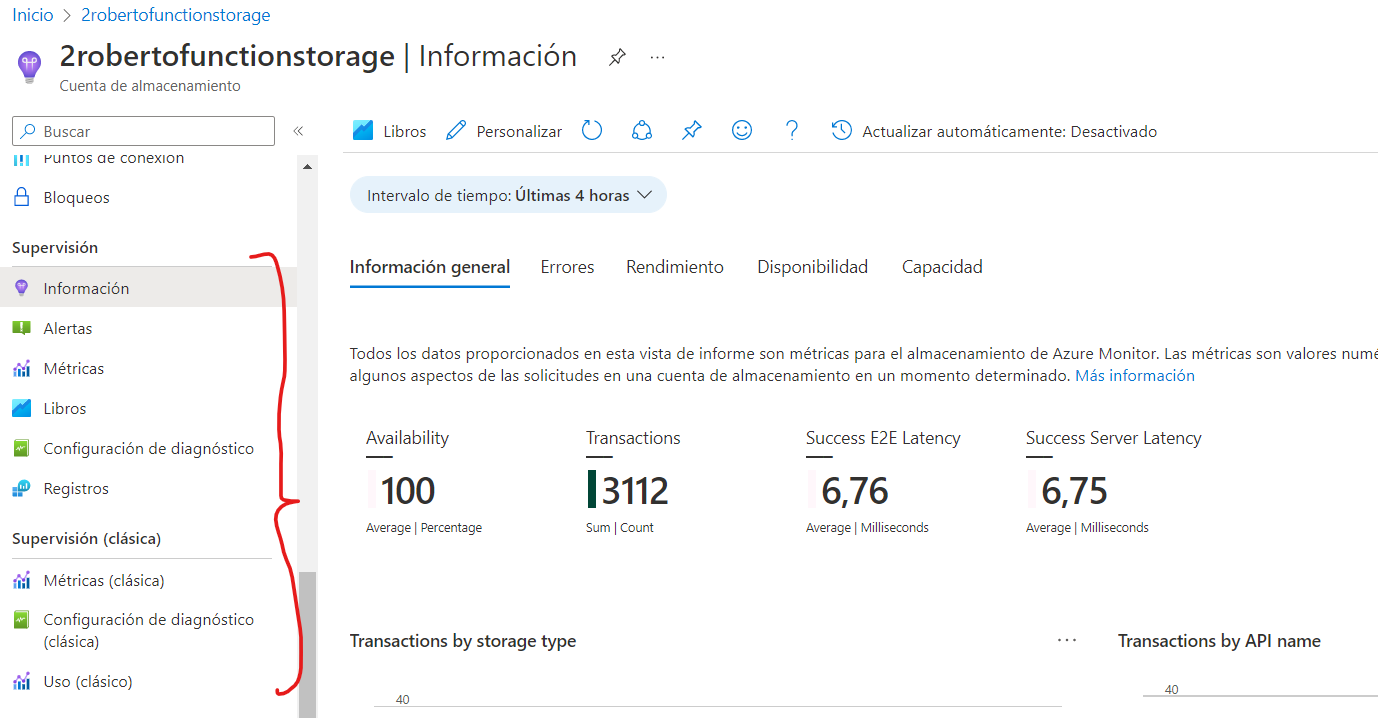 Inicio > 2robertofunctionstorage
2robertofunctionstorage | Información
Cuenta de almacenamiento
Buscar
«
Puntos de conexión
Bloqueos
Supervisión
Información
Alertas
Métricas
Libros
Configuración de diagnóstico
Registros
Supervisión (clásica)
Métricas (clásica)
Configuración de diagnóstico
(clásica)
Uso (clásico)
Libros Personalizar ? Actualizar automáticamente: Desactivado
Intervalo de tiempo: Últimas 4 horas
Información general Errores Rendimiento Disponibilidad Capacidad
Todos los datos proporcionados en esta vista de informe son métricas para el almacenamiento de Azure Monitor. Las métricas son valores
algunos aspectos de las solicitudes en una cuenta de almacenamiento en un momento determinado. Más información
Availability Transactions Success E2E Latency Success Server Latency
100 3112 6,76 6,75
Average | Percentage Sum | Count Average | Milliseconds Average | Milliseconds
Transactions by storage type ... Transactions by API name
40 40